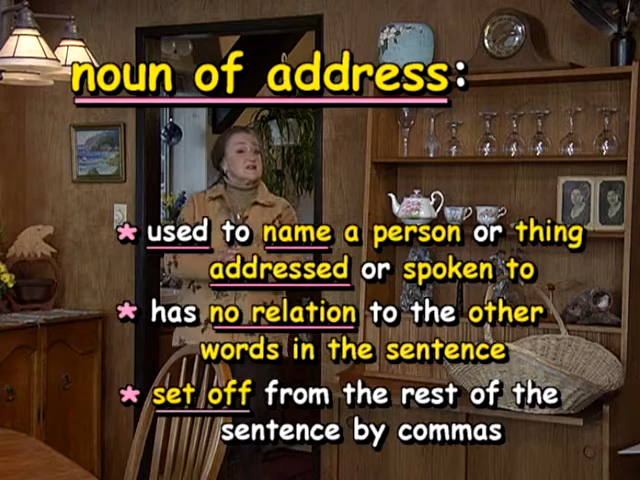 noun of address:
* used to name a person or thing
addressed or spoken to
* has no relation to the other
words in the sentence
* set off from the rest of the
sentence by commas